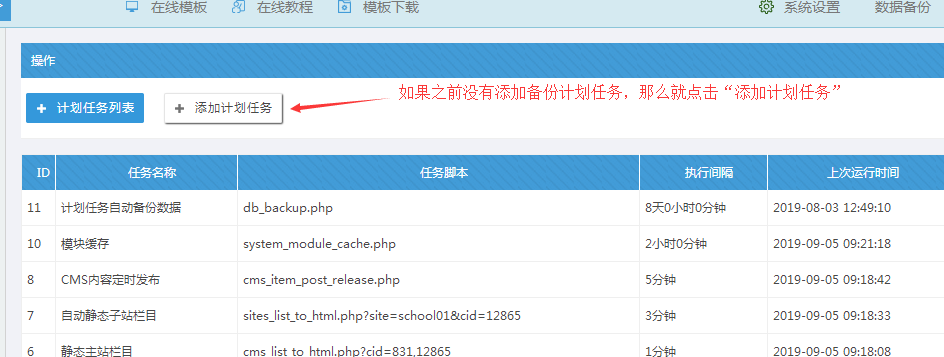 在线模板 在线教程 模板下载 系统设置 数据备份
操作
计划任务列表 添加计划任务 如果之前没有添加备份计划任务，那么就点击“添加计划任务”
ID 任务名称 任务脚本 执行间隔 上次运行时间
11 计划任务自动备份数据 db_backup.php 8天0小时0分钟 2019-08-03 12:49:10
10 模块缓存 system_module_cache.php 2小时0分钟 2019-09-05 09:21:18
8 CMS内容定时发布 cms_item_post_release.php 5分钟 2019-09-05 09:18:42
7 自动静态子站栏目 sites_list_to_html.php?site=school01&cid=12865 3分钟 2019-09-05 09:18:33
6 静态主站栏目 cms_list_to_html.php?cid=831,12865 1分钟 2019-09-05 09:18:08